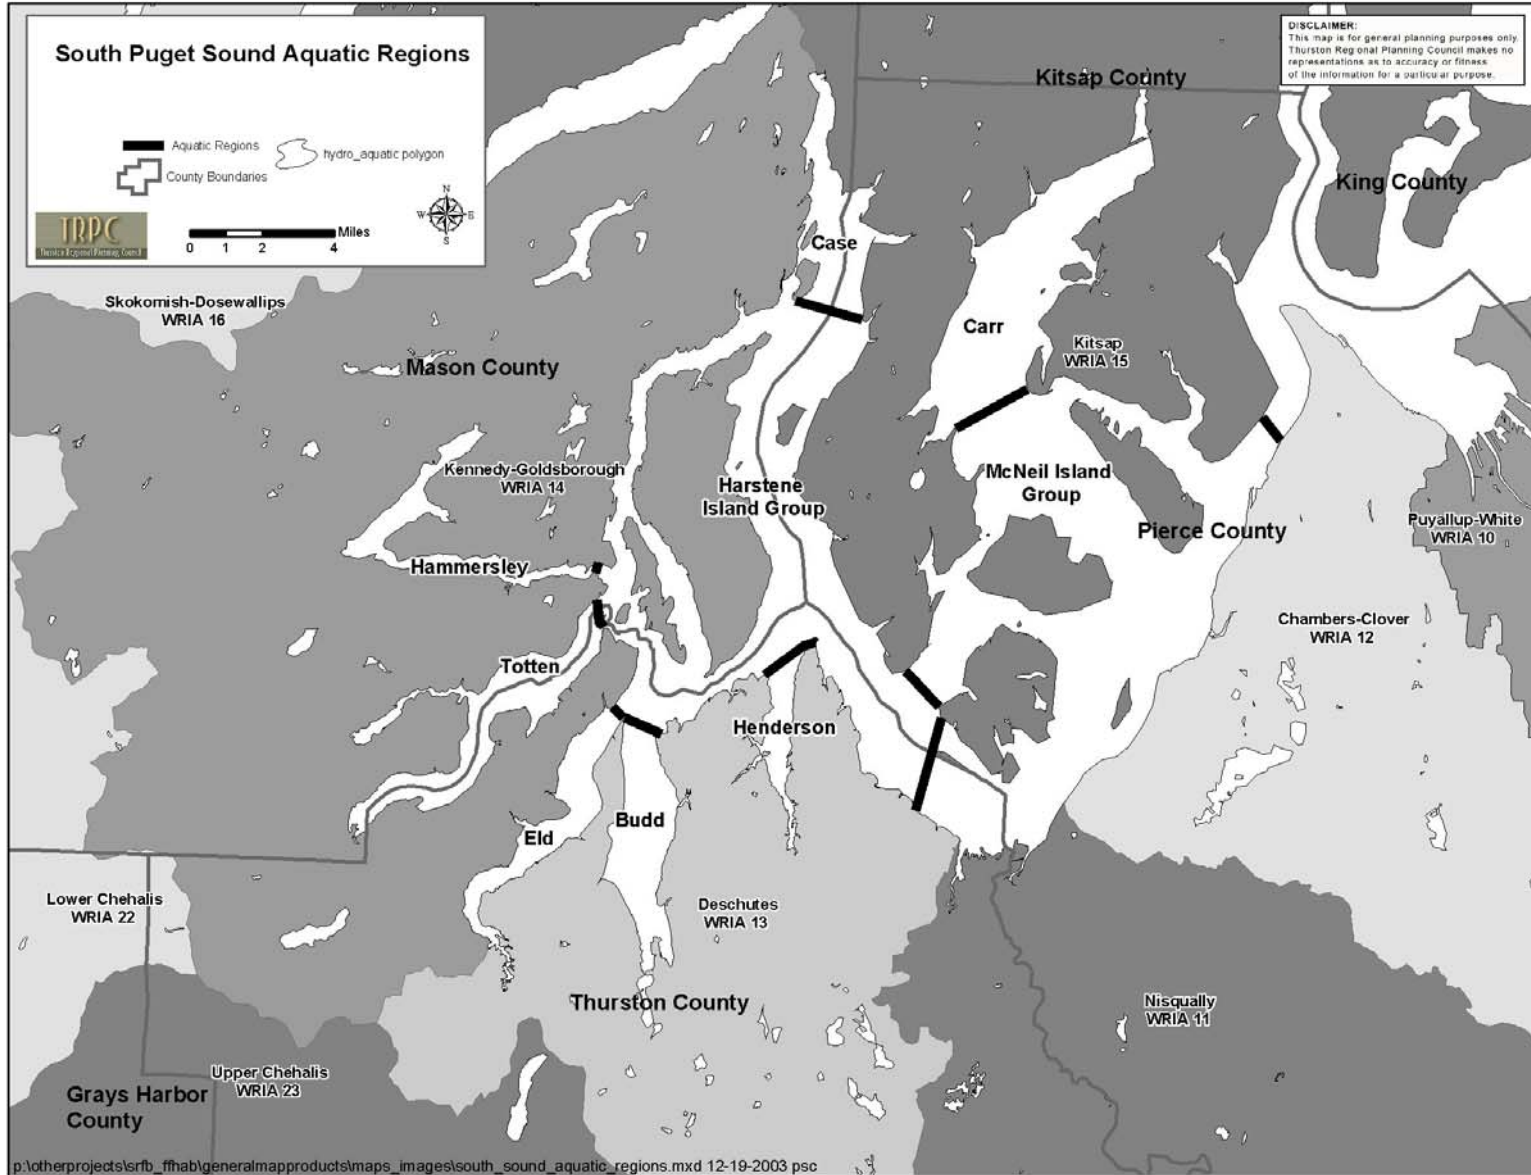 South Puget Sound Aquatic Regions
Aquatic Regions
hydro_aquatic polygon
County Boundaries
N
W
E
S
TRPC
Thurston Regional Planning Council
Miles
0 1 2 4
DISCLAIMER:
This map is for general planning purposes only.
Thurston Regional Planning Council makes no
representations as to accuracy or fitness
of the information for a particular purpose.
Kitsap County
King County
Case
Skokomish-Dosewallips
WRIA 16
Carr
Kitsap
WRIA 15
Mason County
Kennedy-Goldsborough
WRIA 14
Harstene
Island Group
McNeil Island
Group
Pierce County
Puyallup-White
WRIA 10
Hammersley
Chambers-Clover
WRIA 12
Totten
Henderson
Budd
Eld
Lower Chehalis
WRIA 22
Deschutes
WRIA 13
Thurston County
Nisqually
WRIA 11
Upper Chehalis
WRIA 23
Grays Harbor
County
p:\otherprojects\srfb_ffhab\generalmapproducts\maps_images\south_sound_aquatic_regions.mxd 12-19-2003 psc